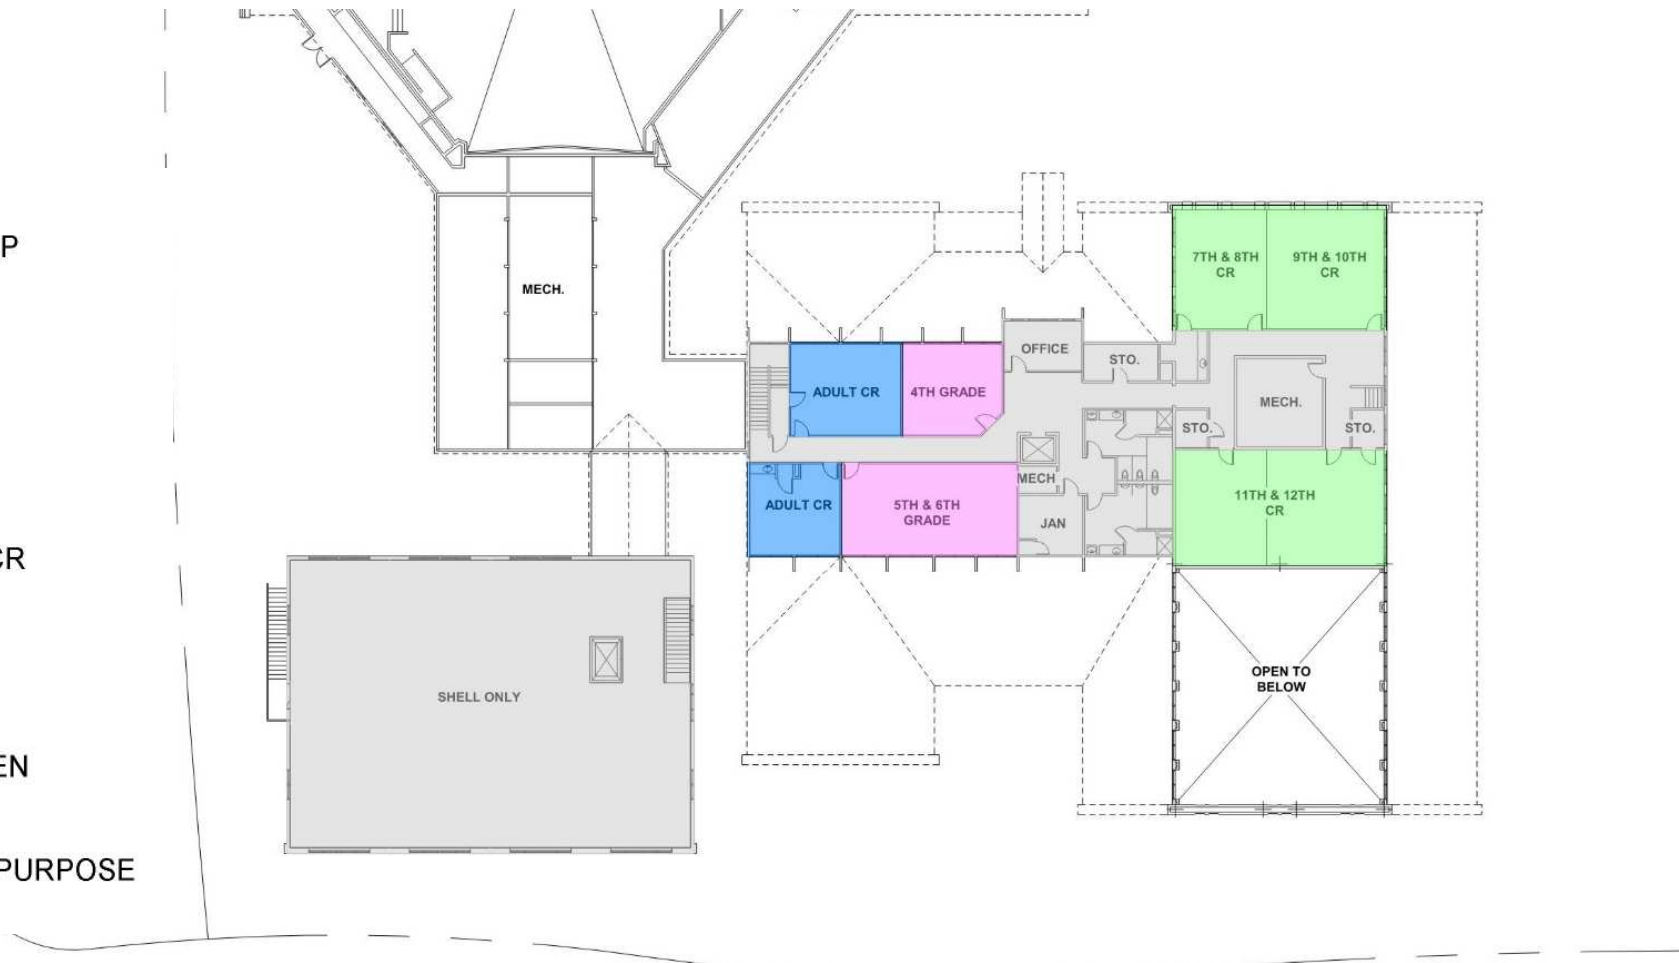 P
CR
EN
PURPOSE
MECH.
7TH & 8TH
CR
9TH & 10TH
CR
OFFICE
STO.
ADULT CR
4TH GRADE
MECH.
STO.
STO.
MECH
ADULT CR
5TH & 6TH
GRADE
JAN
11TH & 12TH
CR
OPEN TO
BELOW
SHELL ONLY